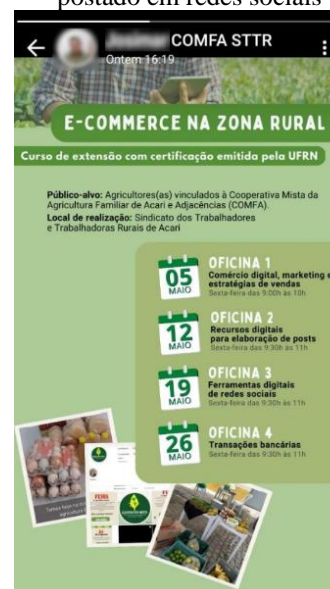 postado em redes sociais
COMFA STTR
Ontem 16:19
E-COMMERCE NA ZONA RURAL
Curso de extensão com certificação emitida pela UFRN
Público-alvo: Agricultores(as) vinculados à Cooperativa Mista da
Agricultura Familiar de Acari e Adjacências (COMFA).
Local de realização: Sindicato dos Trabalhadores
e Trabalhadoras Rurais de Acari
05
MAIO
OFICINA 1
Comércio digital, marketing e
estratégias de vendas
Sexta-feira das 9:00h às 10h
12
MAIO
OFICINA 2
Recursos digitais
para elaboração de posts
Sexta-feira das 9:30h às 11h
19
MAIO
OFICINA 3
Ferramentas digitais
de redes sociais
Sexta-feira das 9:30h às 11h
26
MAIO
OFICINA 4
Transações bancárias
Sexta-feira das 9:30h às 11h